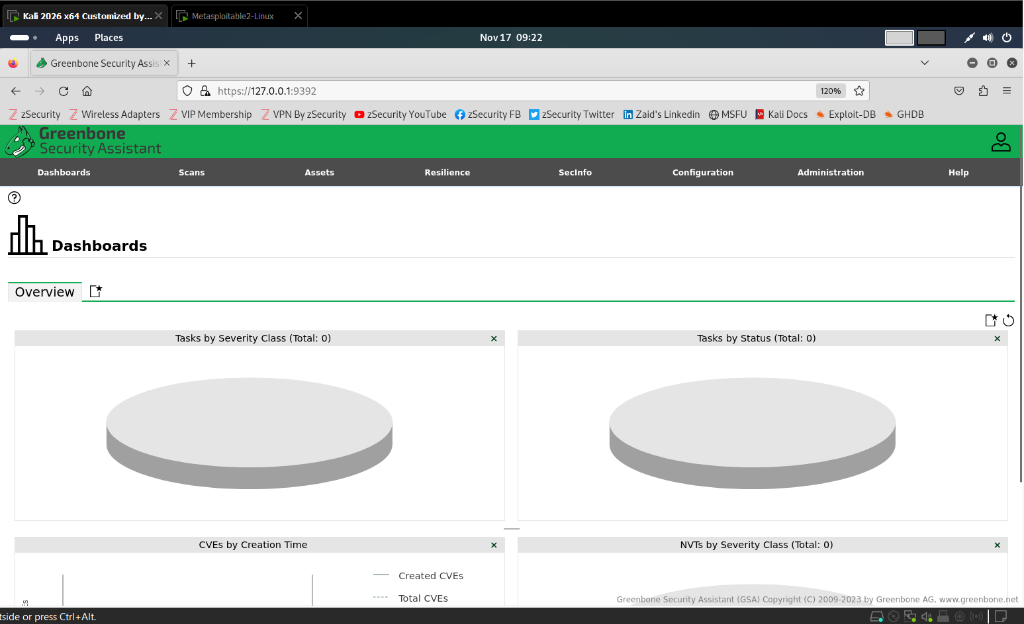 Kali 2026 x64 Customized by...
Metasploitable2-Linux
Apps Places Nov 17 09:22
Greenbone Security Assis
https://127.0.0.1:9392 120%
zSecurity Wireless Adapters VIP Membership VPN By zSecurity zSecurity YouTube zSecurity FB zSecurity Twitter Zaid's Linkedin MSFU Kali Docs Exploit-DB GHDB
Greenbone
Security Assistant
Dashboards Scans Assets Resilience SecInfo Configuration Administration Help
Dashboards
Overview
Tasks by Severity Class (Total: 0)
Tasks by Status (Total: 0)
CVEs by Creation Time
NVTs by Severity Class (Total: 0)
Created CVEs
Total CVEs
Greenbone Security Assistant (GSA) Copyright (C) 2009-2023 by Greenbone AG, www.greenbone.net
tside or press Ctrl+Alt.